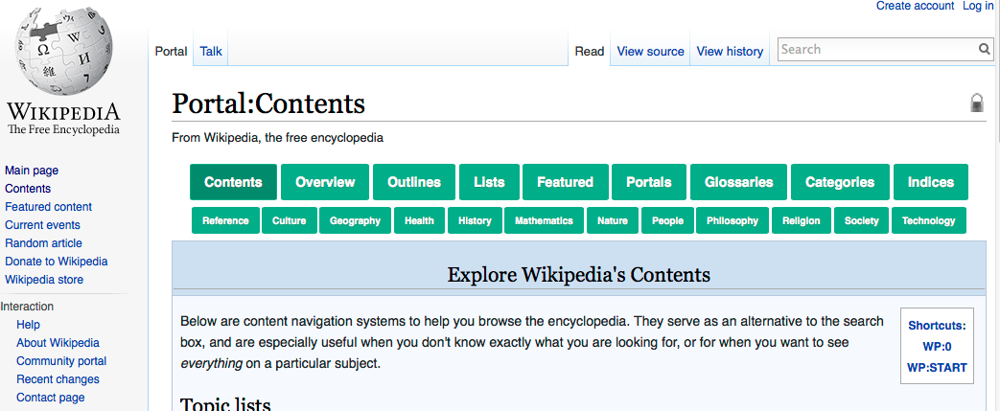 Create account Log in
Ω W И 維 7
WIKIPEDIA
The Free Encyclopedia
Portal Talk Read View source View history Search
Portal:Contents
From Wikipedia, the free encyclopedia
Contents Overview Outlines Lists Featured Portals Glossaries Categories Indices
Reference Culture Geography Health History Mathematics Nature People Philosophy Religion Society Technology
Explore Wikipedia's Contents
Below are content navigation systems to help you browse the encyclopedia. They serve as an alternative to the search
box, and are especially useful when you don't know exactly what you are looking for, or for when you want to see
everything on a particular subject.
Shortcuts:
WP:0
WP:START
Topic lists
Main page
Contents
Featured content
Current events
Random article
Donate to Wikipedia
Wikipedia store
Interaction
Help
About Wikipedia
Community portal
Recent changes
Contact page